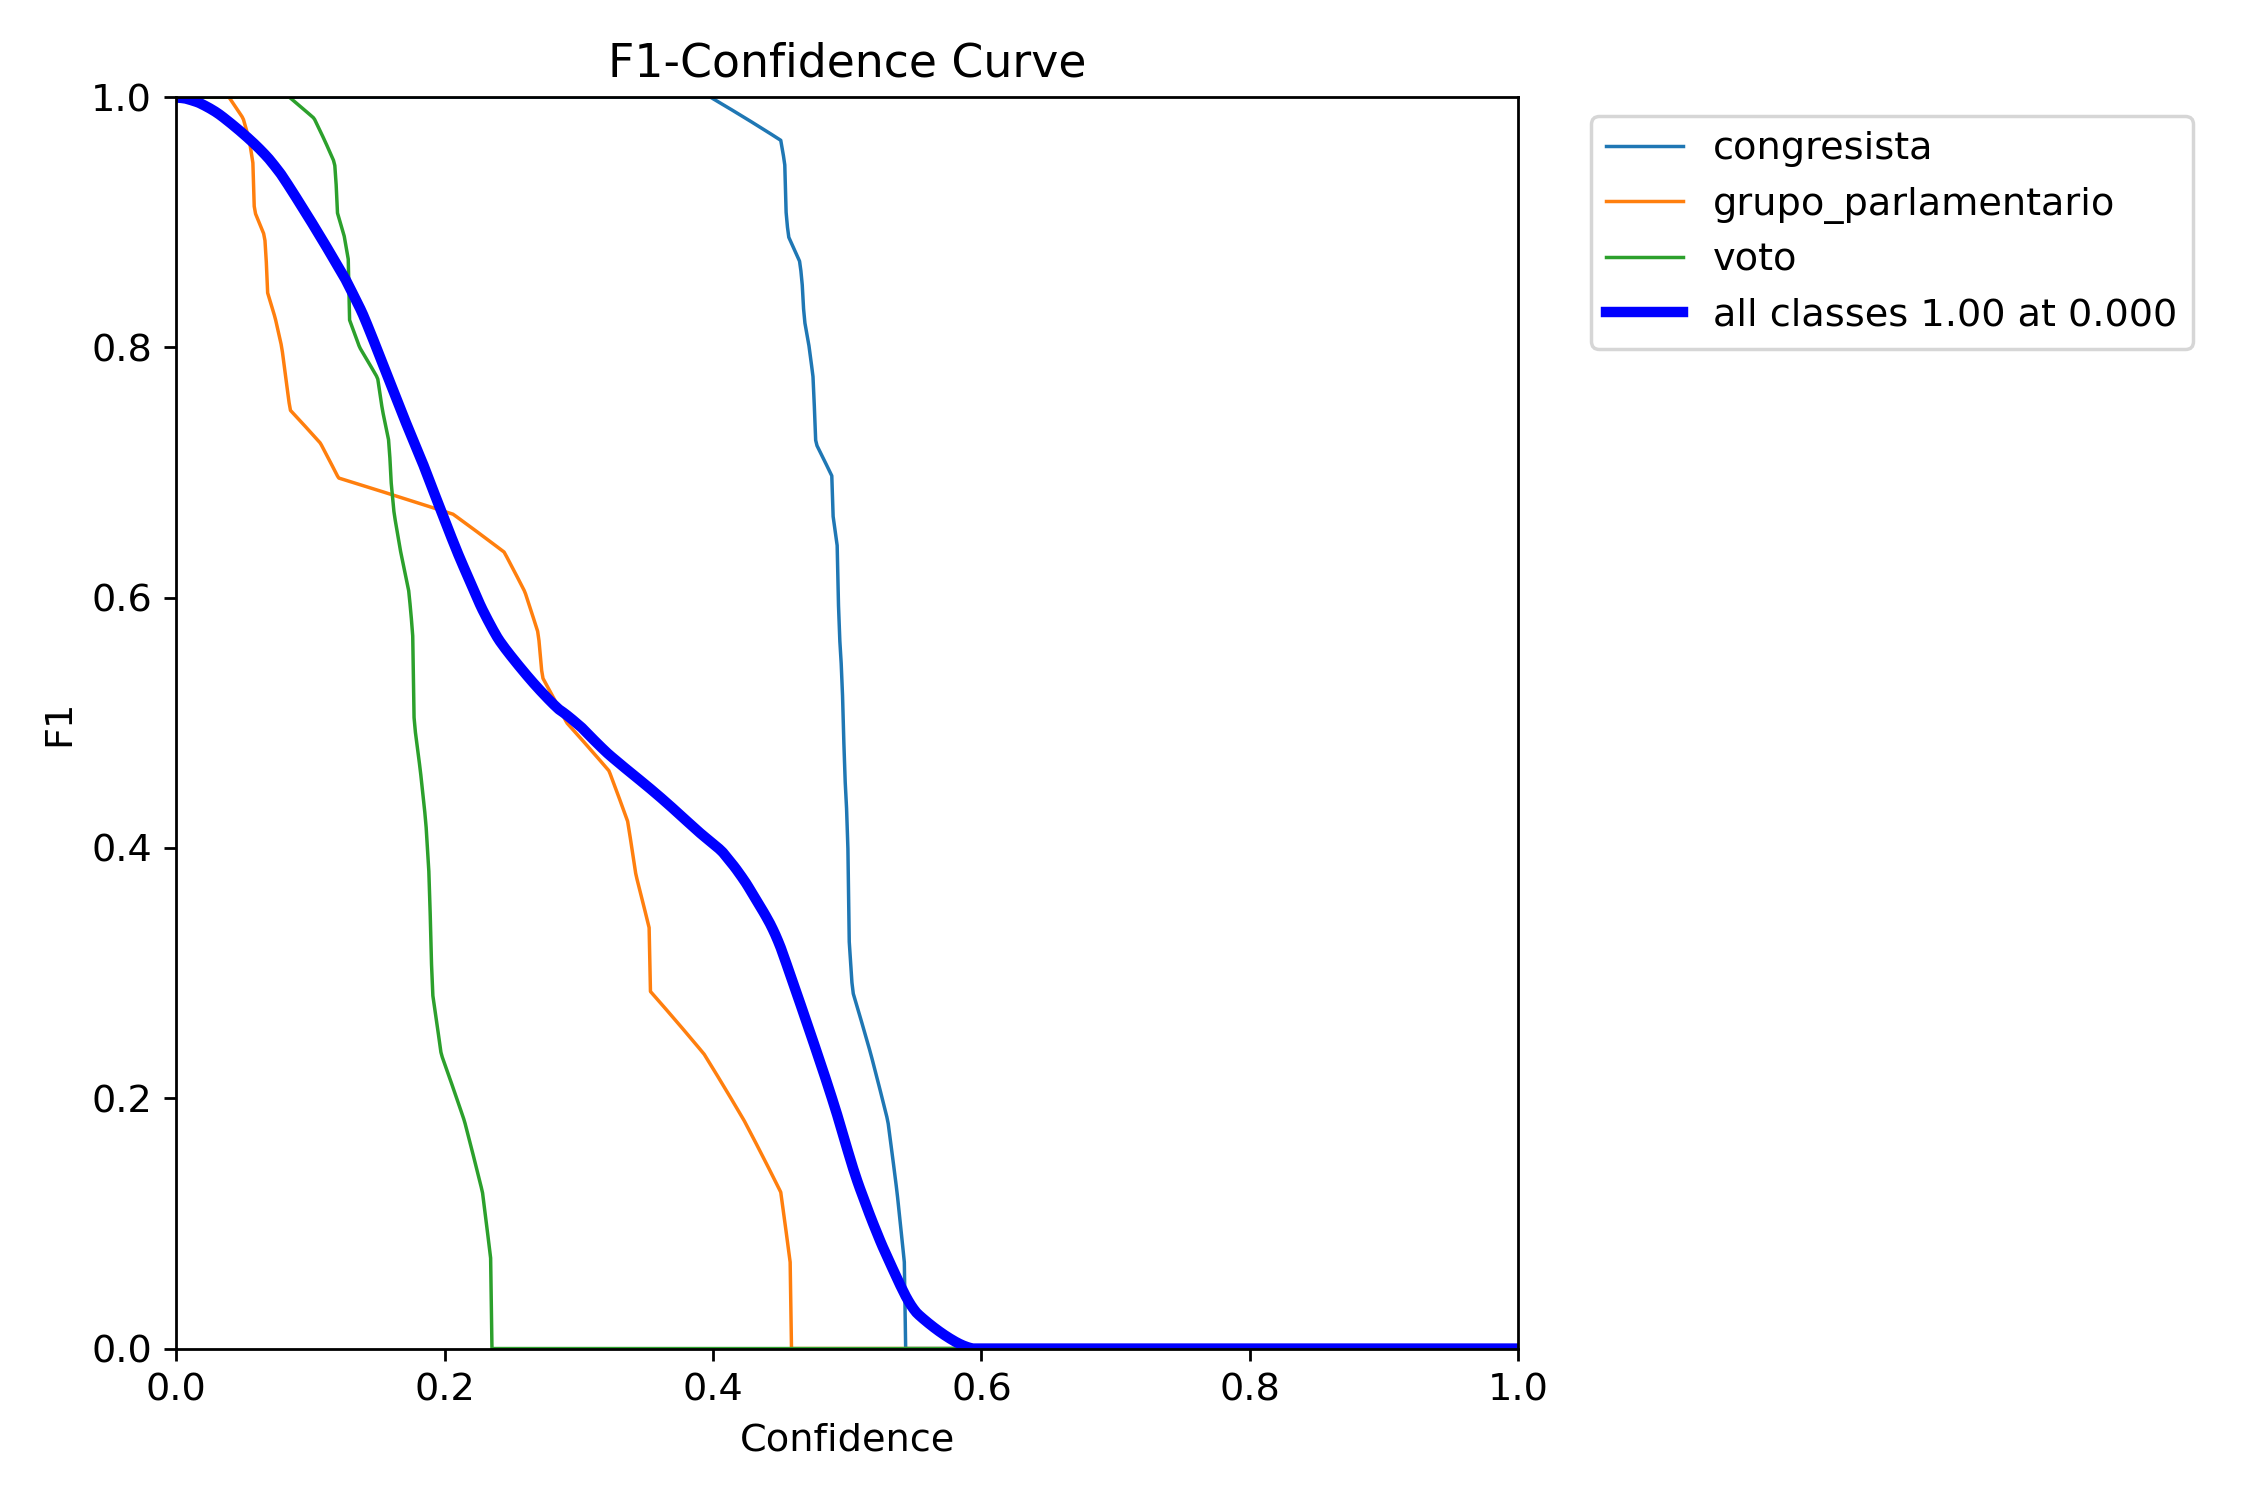 F1-Confidence Curve
1.0
0.8
0.6
0.4
0.2
0.0
F1
0.0 0.2 0.4 0.6 0.8 1.0
Confidence
congresista
grupo_parlamentario
voto
all classes 1.00 at 0.000